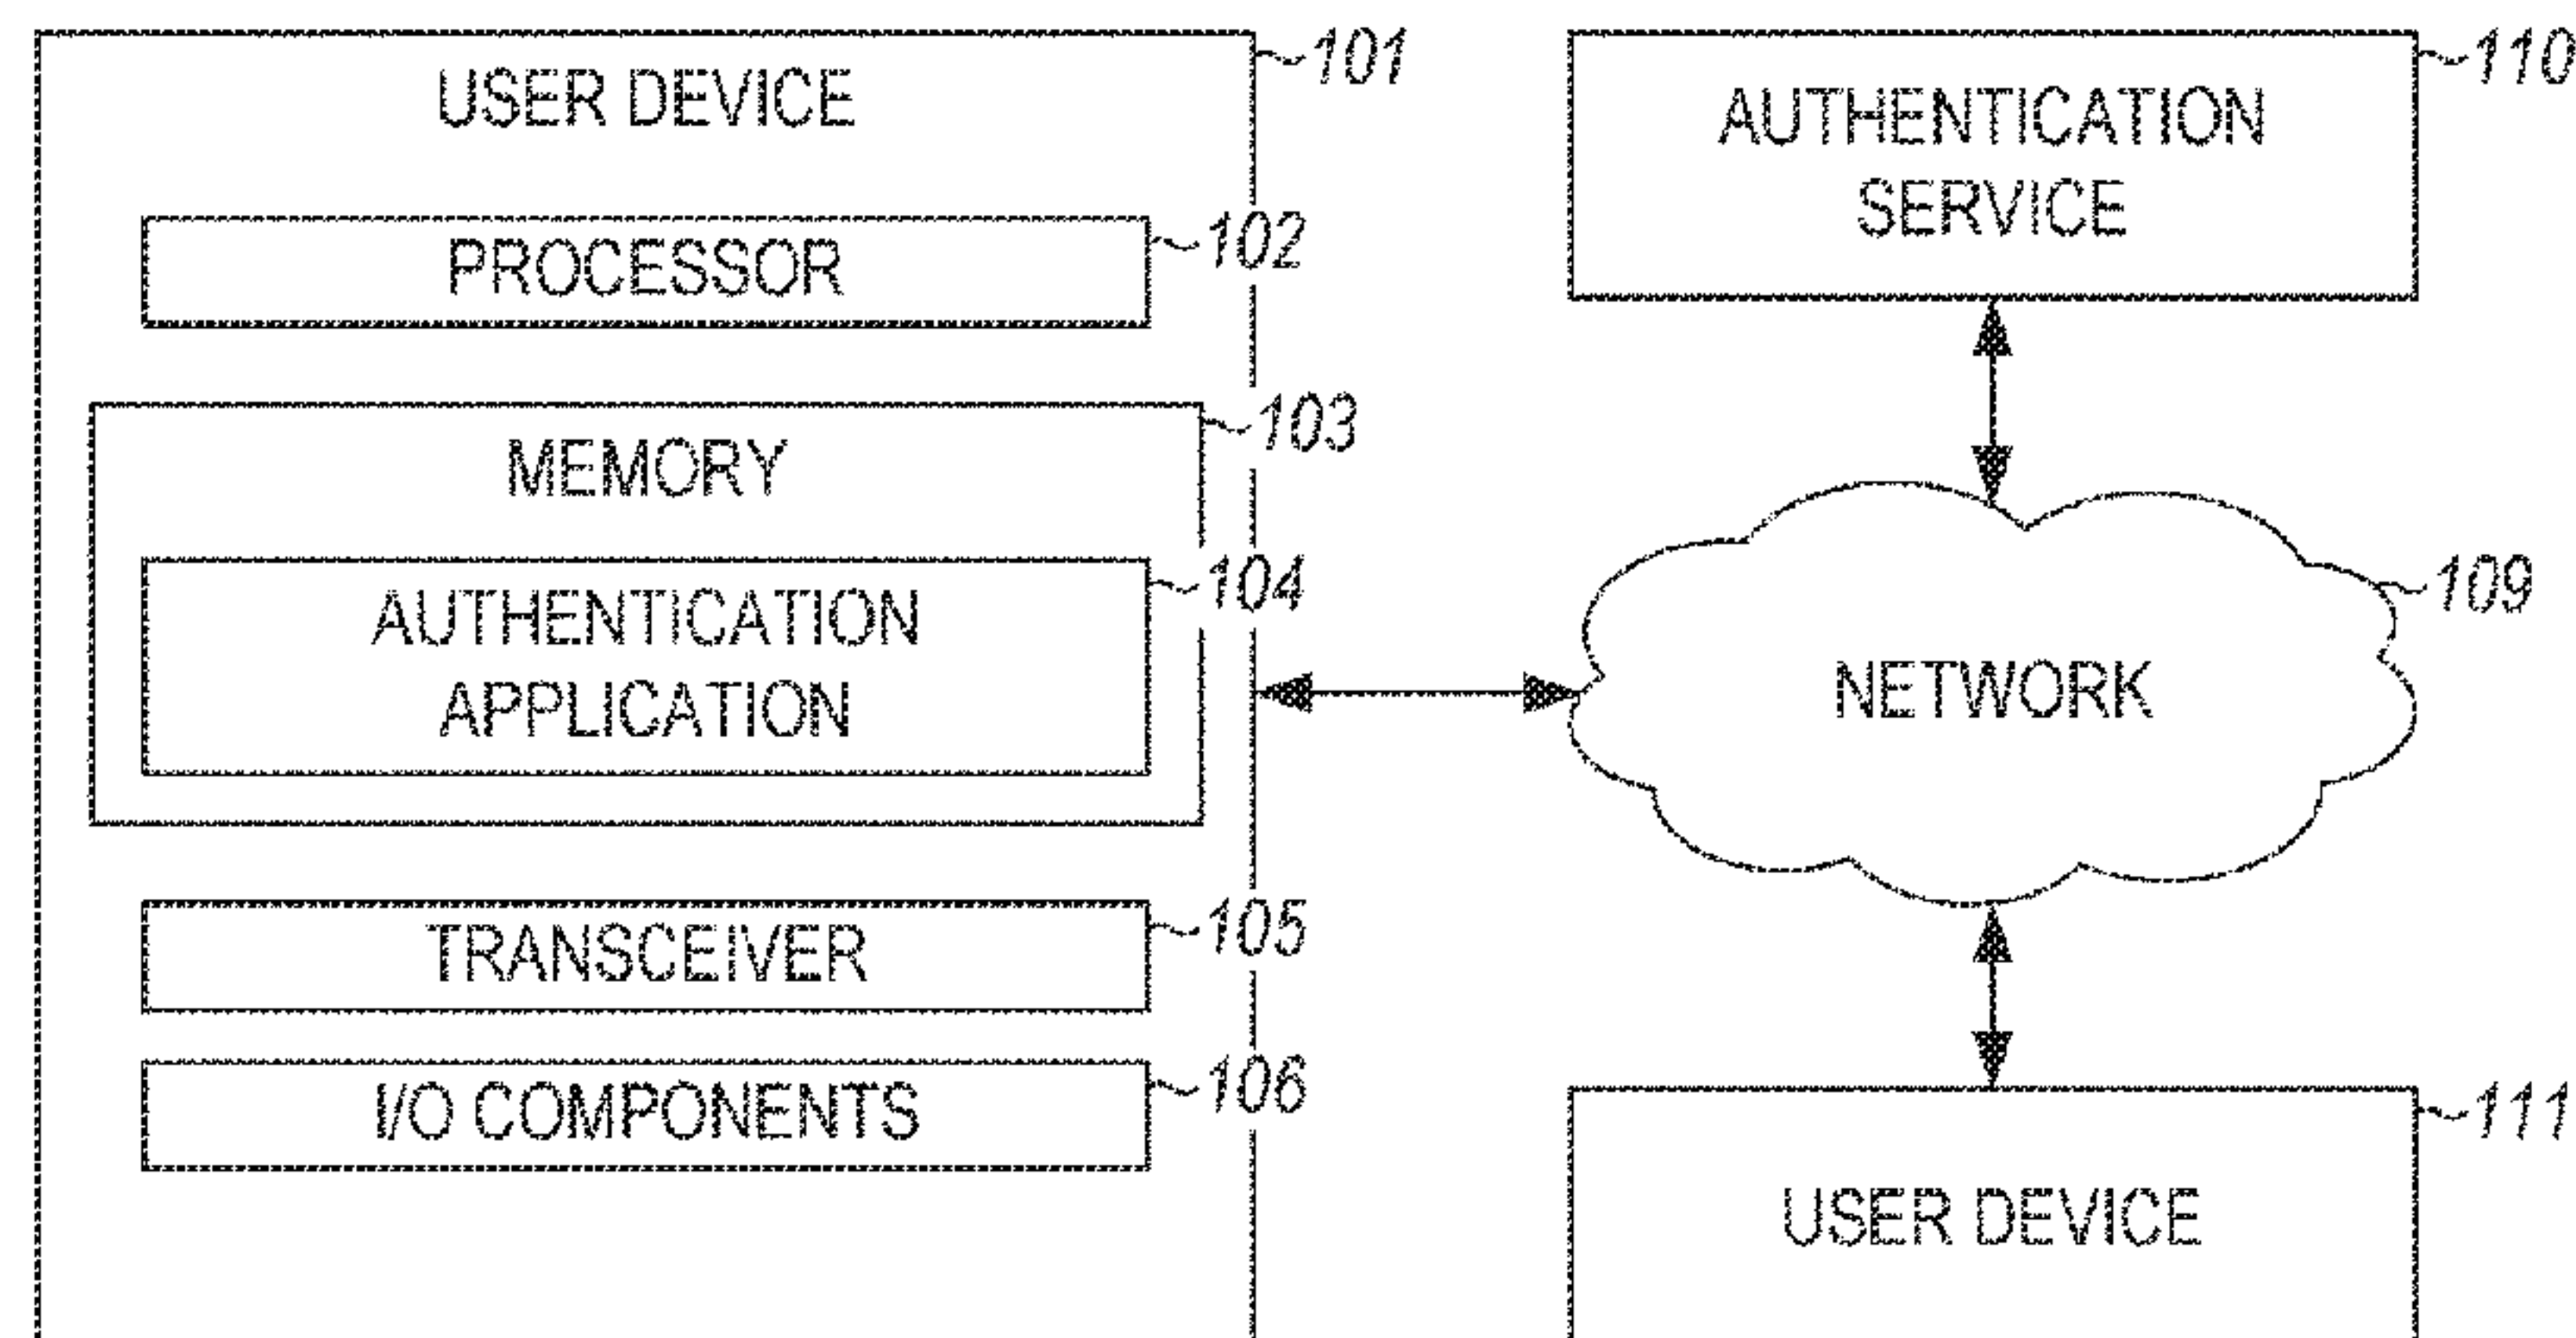 USER DEVICE
101
PROCESSOR
102
MEMORY
103
AUTHENTICATION
APPLICATION
104
TRANSCEIVER
105
I/O COMPONENTS
106
AUTHENTICATION
SERVICE
110
NETWORK
109
USER DEVICE
111